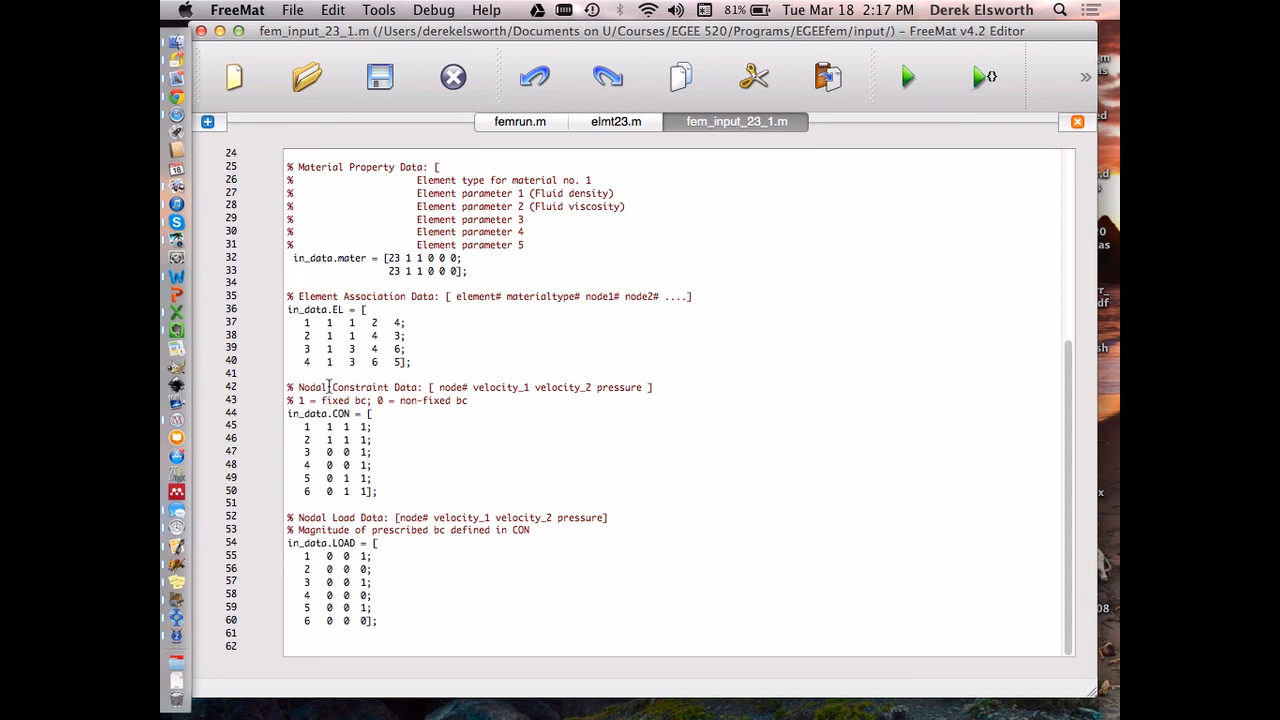 FreeMat File Edit Tools Debug Help 81% Tue Mar 18 2:17 PM Derek Elsworth
fem_input_23_1.m (/Users/derekelsworth/Documents on U/Courses/EGEE 520/Programs/EGEEfem/input/) - FreeMat v4.2 Editor
femrun.m elmt23.m fem_input_23_1.m
24
25 % Material Property Data: [
26 % Element type for material no. 1
27 % Element parameter 1 (Fluid density)
28 % Element parameter 2 (Fluid viscosity)
29 % Element parameter 3
30 % Element parameter 4
31 % Element parameter 5
32 in_data.mater = [23 1 1 0 0 0;
33 23 1 1 0 0 0];
34
35 % Element Association Data: [ element# materialtype# node1# node2# ....]
36 in_data.EL = [
37 1 1 1 2 4;
38 2 1 1 4 3;
39 3 1 3 4 6;
40 4 1 3 6 5];
41
42 % Nodal Constraint Data: [ node# velocity_1 velocity_2 pressure ]
43 % 1 = fixed bc; 0 = non-fixed bc
44 in_data.CON = [
45 1 1 1 1;
46 2 1 1 1;
47 3 0 0 1;
48 4 0 0 1;
49 5 0 1 1;
50 6 0 1 1];
51
52 % Nodal Load Data: [node# velocity_1 velocity_2 pressure]
53 % Magnitude of prescribed bc defined in CON
54 in_data.LOAD = [
55 1 0 0 1;
56 2 0 0 0;
57 3 0 0 1;
58 4 0 0 0;
59 5 0 0 1;
60 6 0 0 0];
61
62